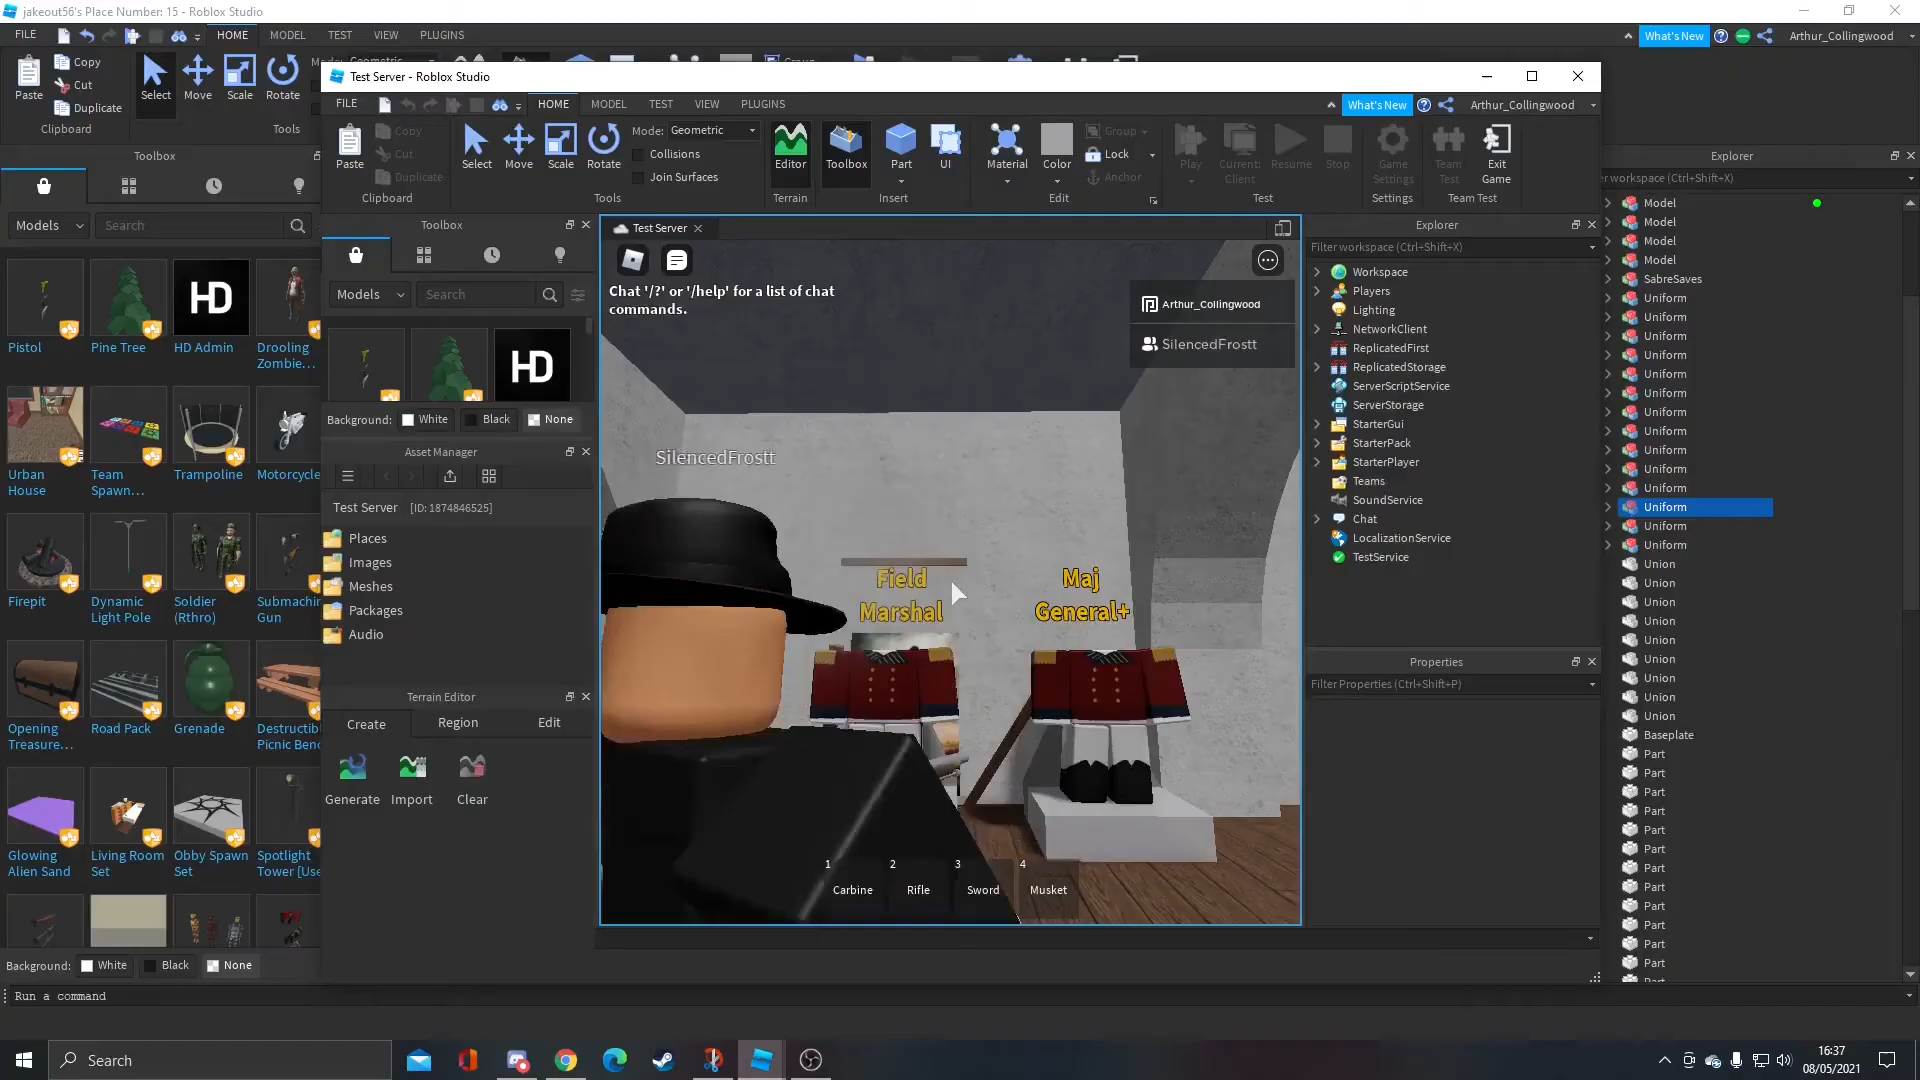 jakeout56's Place Number: 15 - Roblox Studio
FILE HOME MODEL TEST VIEW PLUGINS What's New Arthur_Collingwood
Paste Copy Cut Duplicate Select Move Scale Rotate
Clipboard Tools
Toolbox
Models Search
Pistol Pine Tree HD Admin Drooling Zombie...
Urban House Team Spawn... Trampoline Motorcycle
Firepit Dynamic Light Pole Soldier (Rthro) Submachin Gun
Opening Treasure... Road Pack Grenade Destructibl Picnic Benc
Glowing Alien Sand Living Room Set Obby Spawn Set Spotlight Tower [Use
Background: White Black None
Run a command
Test Server - Roblox Studio
FILE HOME MODEL TEST VIEW PLUGINS What's New Arthur_Collingwood
Paste Copy Cut Duplicate Select Move Scale Rotate
Mode: Geometric
Collisions
Join Surfaces
Editor Toolbox Part UI Material Color Group Lock Anchor
Play Current: Client Resume Stop Game Settings Team Test Exit Game
Clipboard Tools Terrain Insert Edit Test Settings Team Test
Toolbox
Models Search
HD
Background: White Black None
Asset Manager
Test Server [ID: 1874846525]
Places
Images
Meshes
Packages
Audio
Terrain Editor
Create Region Edit
Generate Import Clear
Test Server
Chat '/?' or '/help' for a list of chat
commands.
Arthur_Collingwood
SilencedFrostt
SilencedFrostt
Field
Marshal
Maj
General+
1 2 3 4
Carbine Rifle Sword Musket
Explorer
Filter workspace (Ctrl+Shift+X)
Workspace
Players
Lighting
NetworkClient
ReplicatedFirst
ReplicatedStorage
ServerScriptService
ServerStorage
StarterGui
StarterPack
StarterPlayer
Teams
SoundService
Chat
LocalizationService
TestService
Properties
Filter Properties (Ctrl+Shift+P)
Explorer
er workspace (Ctrl+Shift+X)
Model
Model
Model
Model
SabreSaves
Uniform
Uniform
Uniform
Uniform
Uniform
Uniform
Uniform
Uniform
Uniform
Uniform
Uniform
Uniform
Uniform
Uniform
Union
Union
Union
Union
Union
Union
Union
Union
Union
Baseplate
Part
Part
Part
Part
Part
Part
Part
Part
Part
Part
Part
Part
Part
Search
16:37
08/05/2021